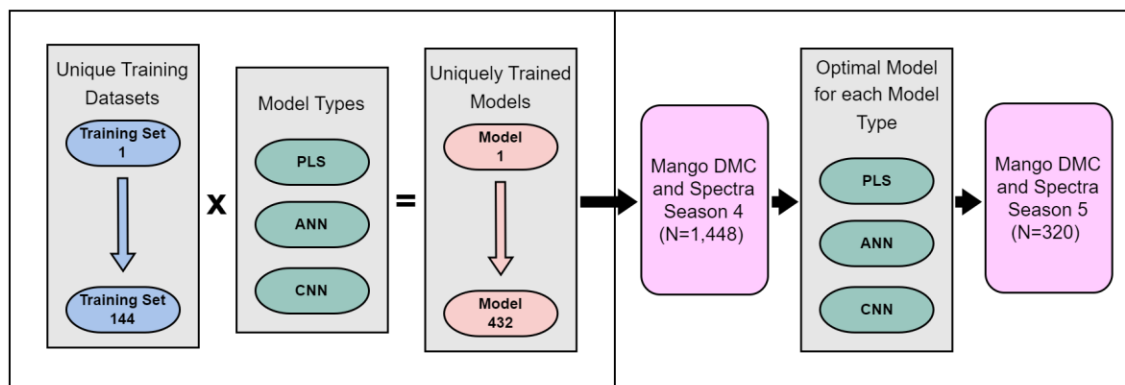 Unique Training
Datasets
Training Set
1
Training Set
144
x
Model Types
PLS
ANN
CNN
=
Uniquely Trained
Models
Model
1
Model
432
Mango DMC
and Spectra
Season 4
(N=1,448)
Optimal Model
for each Model
Type
PLS
ANN
CNN
Mango DMC
and Spectra
Season 5
(N=320)